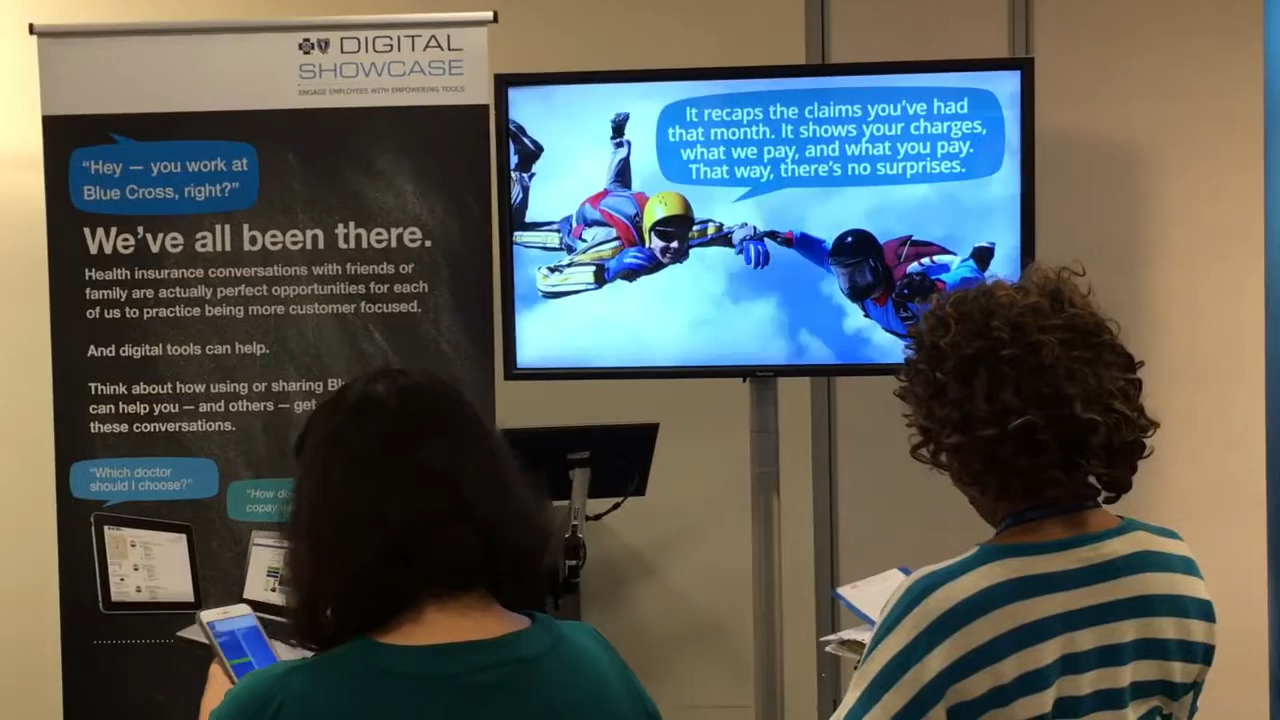 DIGITAL
SHOWCASE
ENGAGE EMPLOYEES WITH EMPOWERING TOOLS
“Hey — you work at
Blue Cross, right?”
We’ve all been there.
Health insurance conversations with friends or
family are actually perfect opportunities for each
of us to practice being more customer focused.
And digital tools can help.
Think about how using or sharing
can help you — and others — get
these conversations.
“Which doctor
should I choose?”
“How
copay
It recaps the claims you’ve had
that month. It shows your charges,
what we pay, and what you pay.
That way, there’s no surprises.